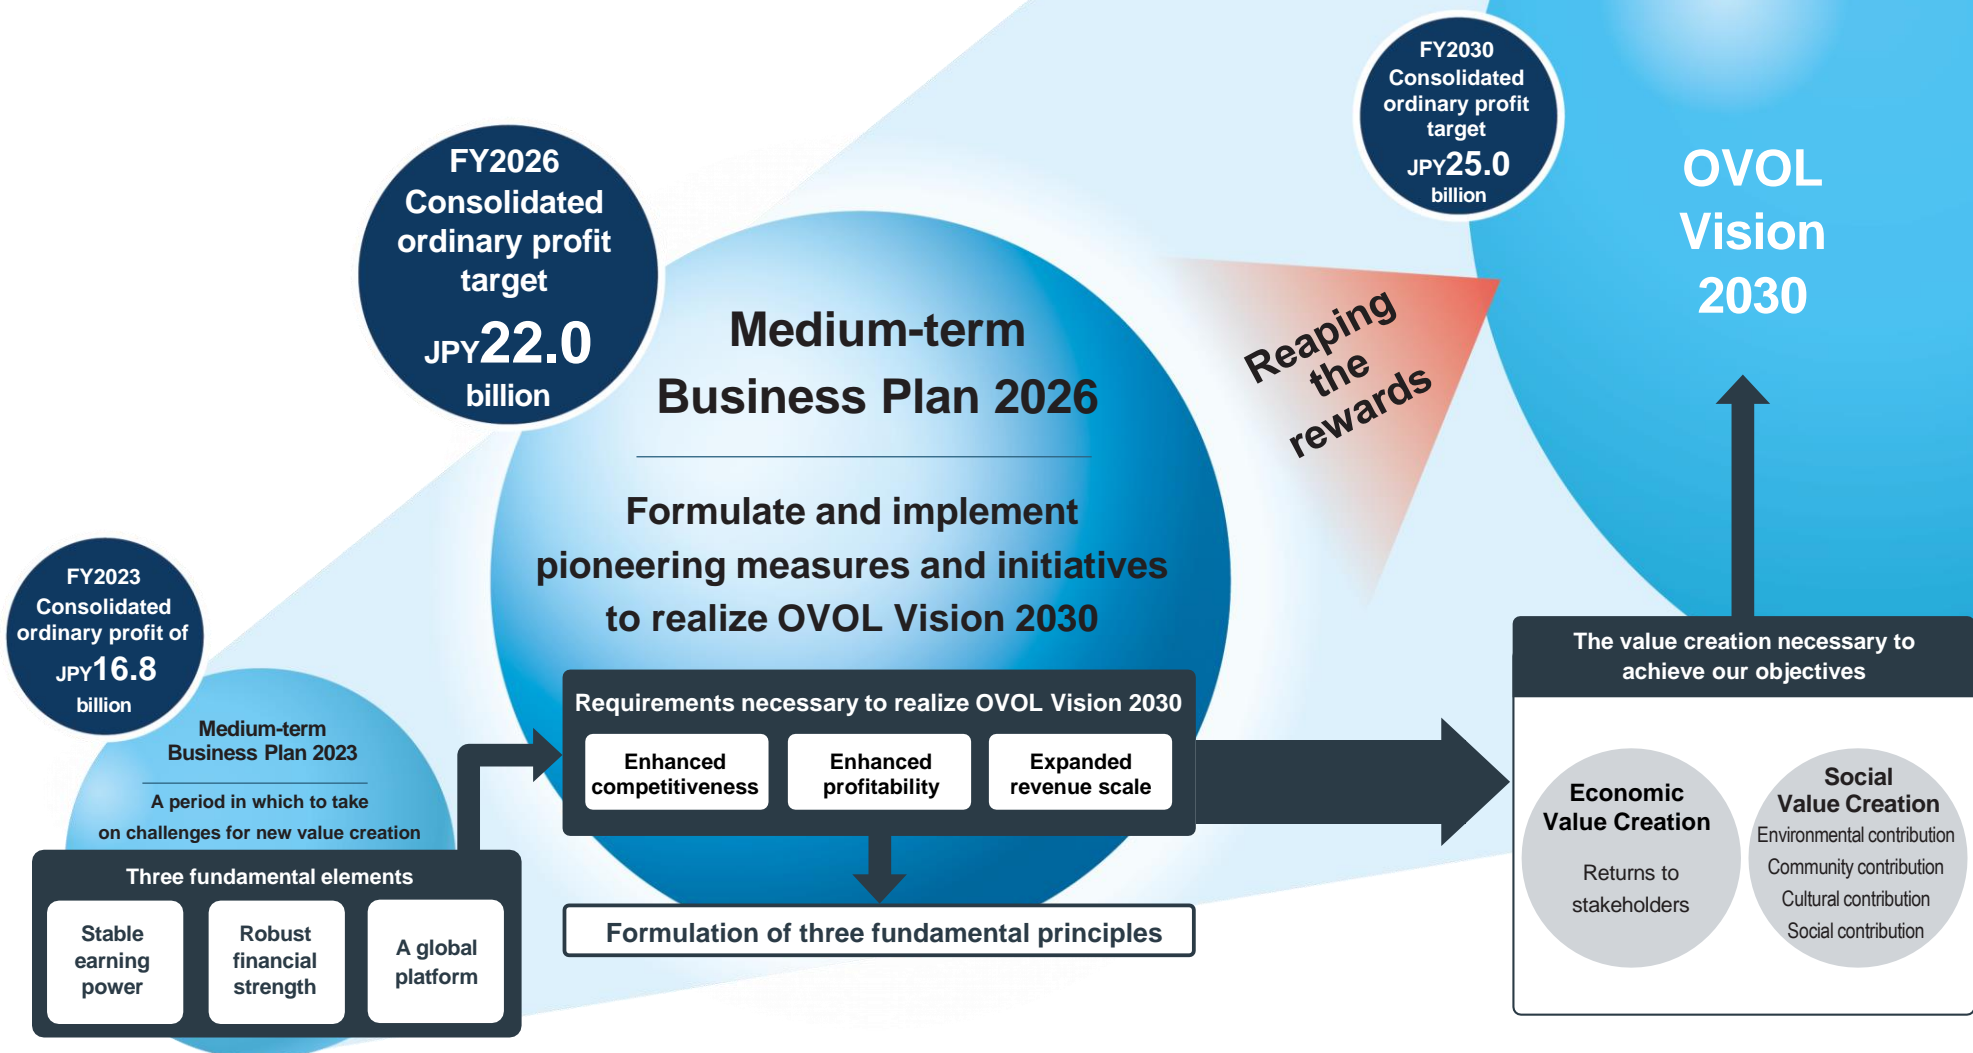 FY2023
Consolidated
ordinary profit of
JPY16.8
billion
Medium-term
Business Plan 2023
A period in which to take
on challenges for new value creation
Three fundamental elements
Stable
earning
power
Robust
financial
strength
A global
platform
FY2026
Consolidated
ordinary profit
target
JPY22.0
billion
Medium-term
Business Plan 2026
Formulate and implement
pioneering measures and initiatives
to realize OVOL Vision 2030
Requirements necessary to realize OVOL Vision 2030
Enhanced
competitiveness
Enhanced
profitability
Expanded
revenue scale
Formulation of three fundamental principles
Reaping
the
rewards
FY2030
Consolidated
ordinary profit
target
JPY25.0
billion
OVOL
Vision
2030
The value creation necessary to
achieve our objectives
Economic
Value Creation
Returns to
stakeholders
Social
Value Creation
Environmental contribution
Community contribution
Cultural contribution
Social contribution